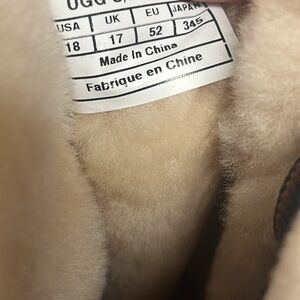 UGG
USA UK EU JAPAN
18 17 52 345
Made In China
Fabrique en Chine